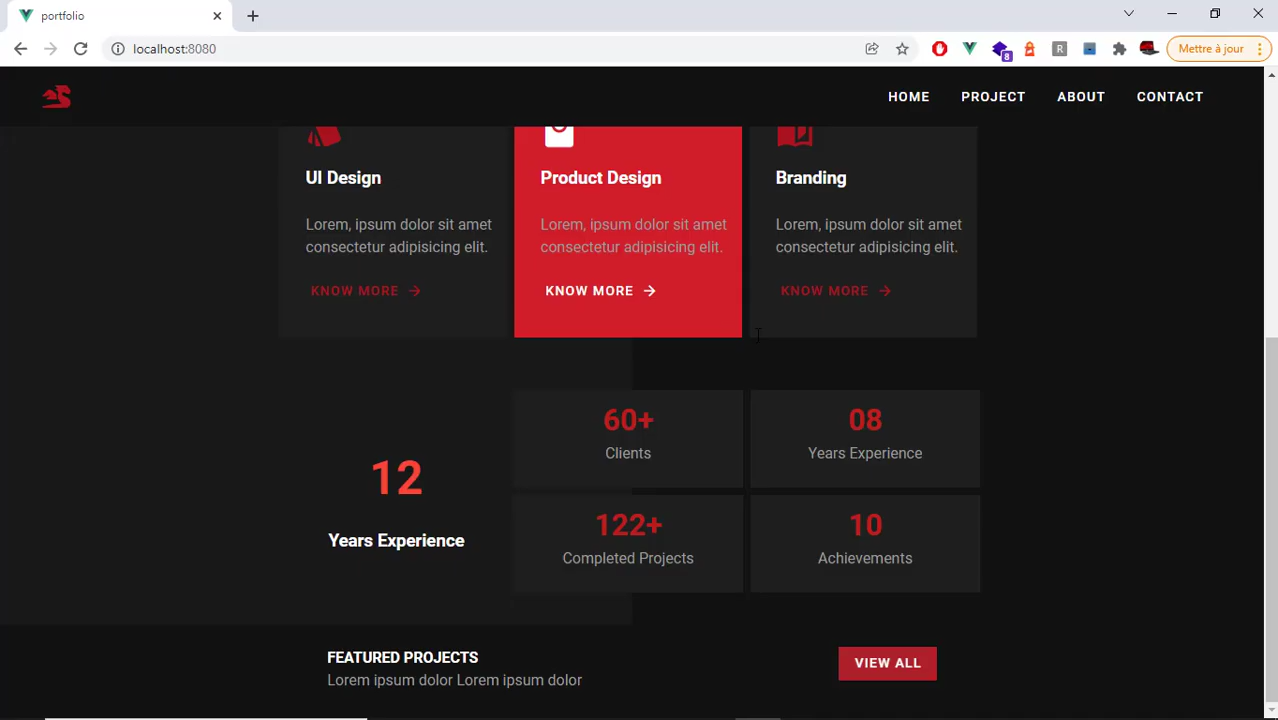 portfolio
localhost:8080
8
R
Mettre à jour
HOME PROJECT ABOUT CONTACT
UI Design
Lorem, ipsum dolor sit amet
consectetur adipisicing elit.
KNOW MORE →
Product Design
Lorem, ipsum dolor sit amet
consectetur adipisicing elit.
KNOW MORE →
Branding
Lorem, ipsum dolor sit amet
consectetur adipisicing elit.
KNOW MORE →
12
Years Experience
60+
Clients
08
Years Experience
122+
Completed Projects
10
Achievements
FEATURED PROJECTS
Lorem ipsum dolor Lorem ipsum dolor
VIEW ALL